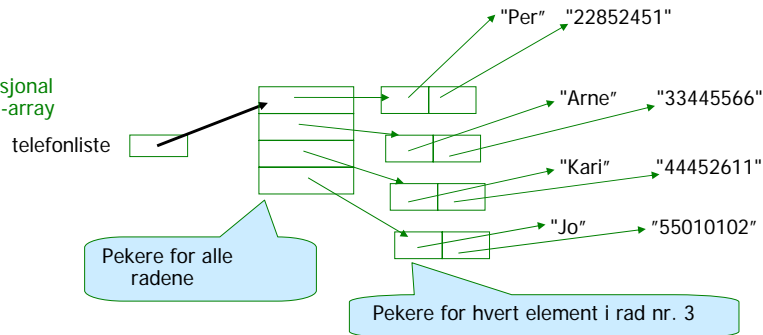 "Per" "22852451"
sjonal
-array
"Arne" "33445566"
telefonliste
"Kari" "44452611"
"Jo" "55010102"
Pekere for alle
radene
Pekere for hvert element i rad nr. 3